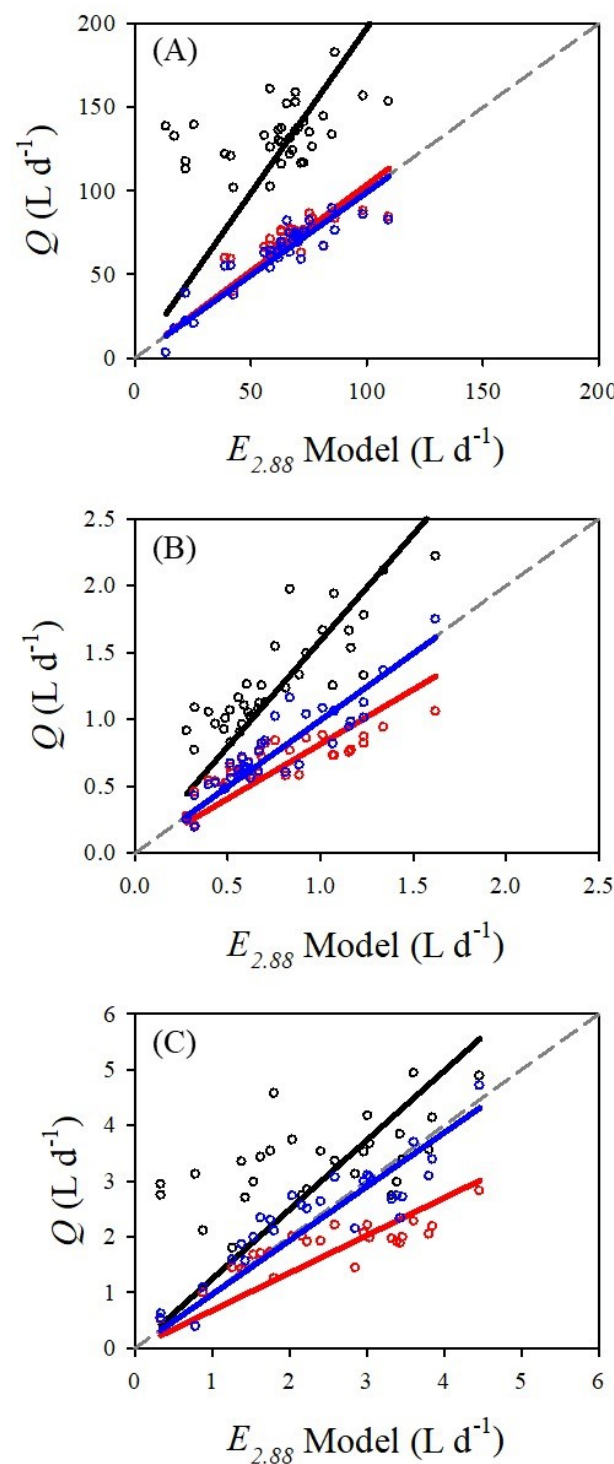 (A)
200
150
100
50
0
Q (L d⁻¹)
0 50 100 150 200
E₂.₈₈ Model (L d⁻¹)
(B)
2.5
2.0
1.5
1.0
0.5
0.0
Q (L d⁻¹)
0.0 0.5 1.0 1.5 2.0 2.5
E₂.₈₈ Model (L d⁻¹)
(C)
6
5
4
3
2
1
0
Q (L d⁻¹)
0 1 2 3 4 5 6
E₂.₈₈ Model (L d⁻¹)